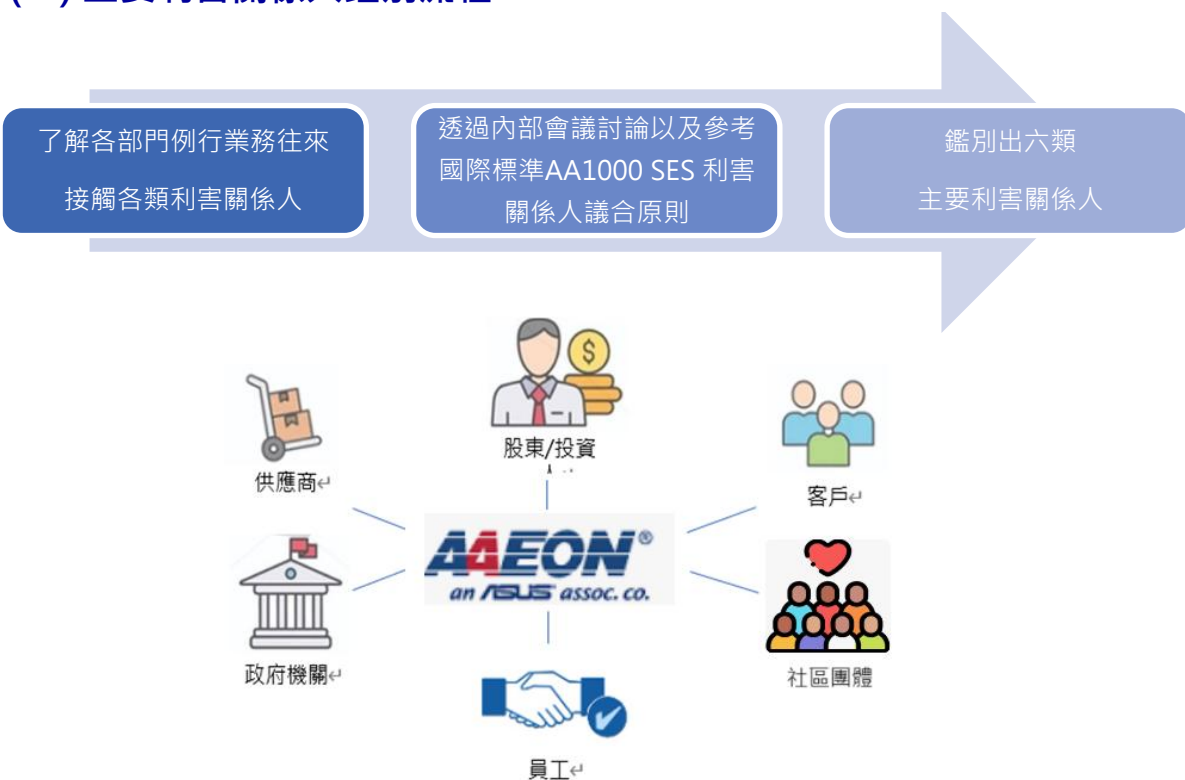 了解各部門例行業務往來
接觸各類利害關係人
透過內部會議討論以及參考
國際標準AA1000 SES 利害
關係人議合原則
鑑別出六類
主要利害關係人
股東/投資
供應商↵
客戶↵
AAEON®
an ASUS assoc. co.
政府機關↵
社區團體
員工↵